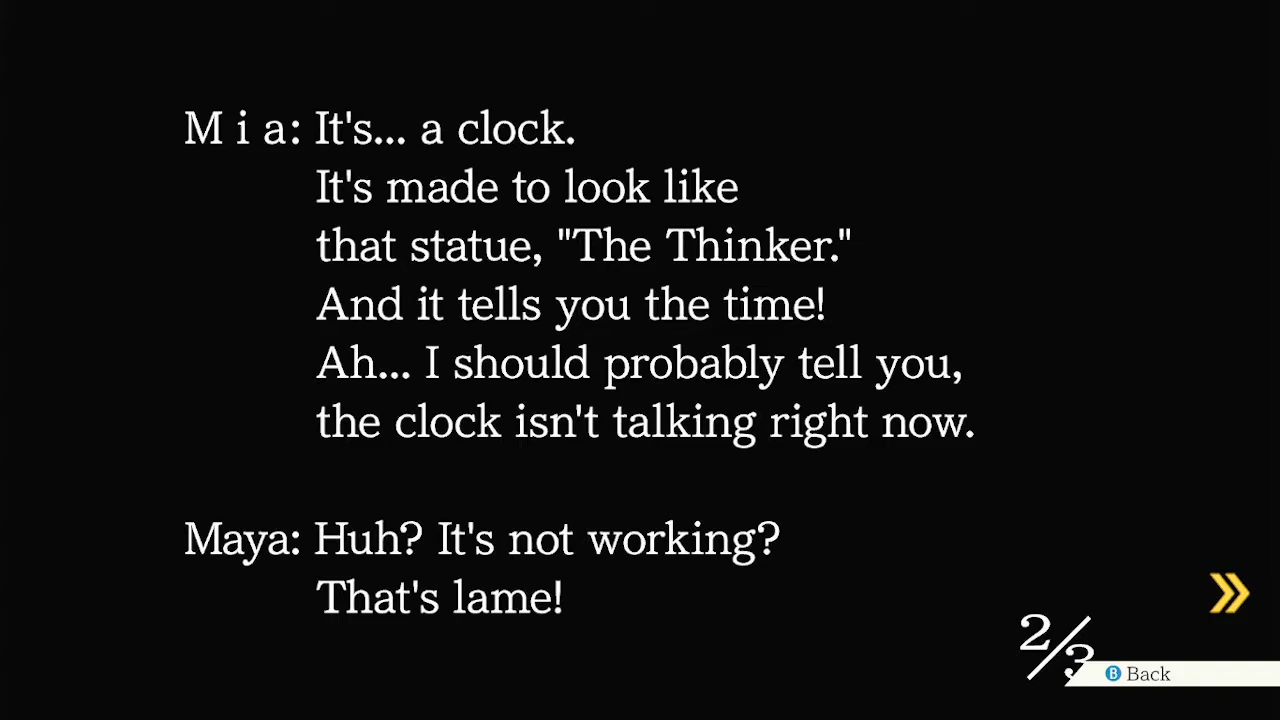 M i a: It's... a clock.
It's made to look like
that statue, "The Thinker."
And it tells you the time!
Ah... I should probably tell you,
the clock isn't talking right now.
Maya: Huh? It's not working?
That's lame!
2/3
B Back